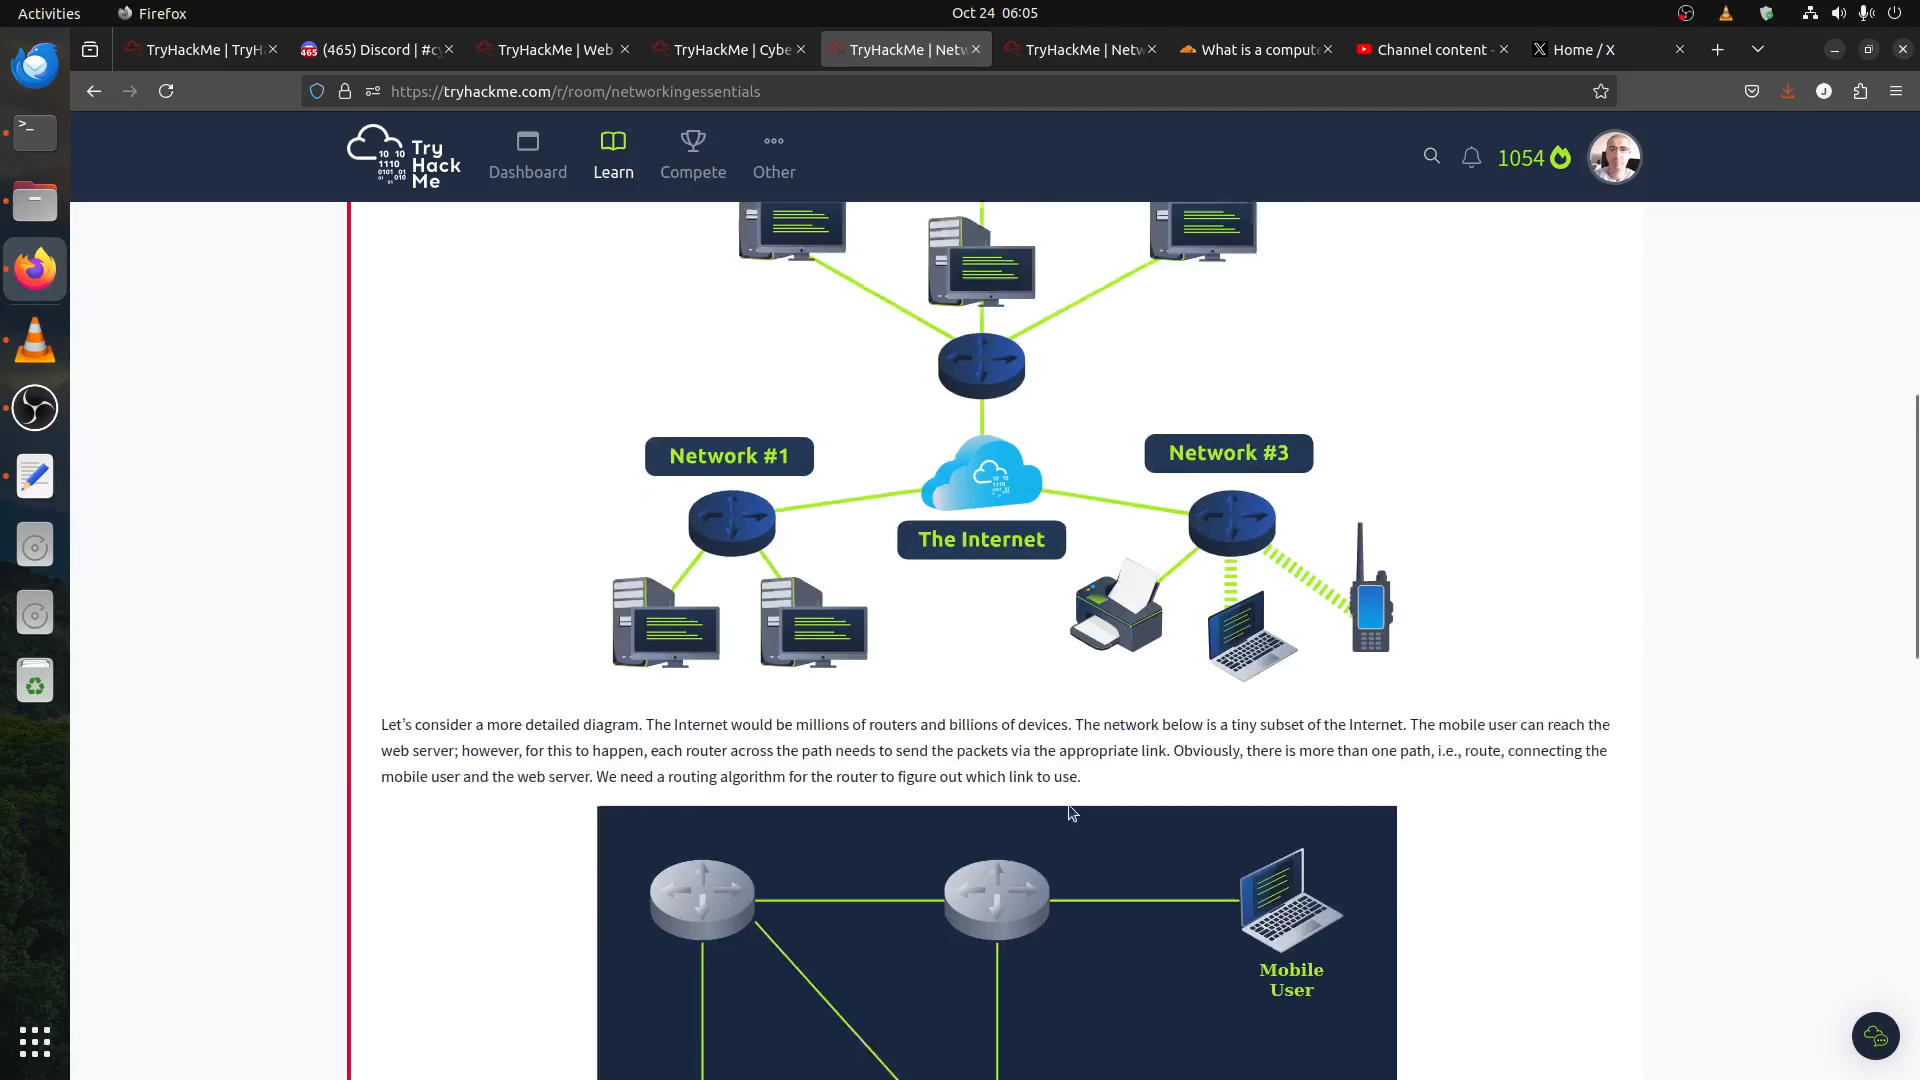 Activities
Firefox
Oct 24 06:05
TryHackMe | TryH
(465) Discord | #cy
TryHackMe | Web
TryHackMe | Cybe
TryHackMe | Netw
TryHackMe | Netw
What is a compute
Channel content -
Home / X
https://tryhackme.com/r/room/networkingessentials
Try
Hack
Me
Dashboard
Learn
Compete
Other
1054
Network #1
Network #3
The Internet
Let's consider a more detailed diagram. The Internet would be millions of routers and billions of devices. The network below is a tiny subset of the Internet. The mobile user can reach the
web server; however, for this to happen, each router across the path needs to send the packets via the appropriate link. Obviously, there is more than one path, i.e., route, connecting the
mobile user and the web server. We need a routing algorithm for the router to figure out which link to use.
Mobile
User